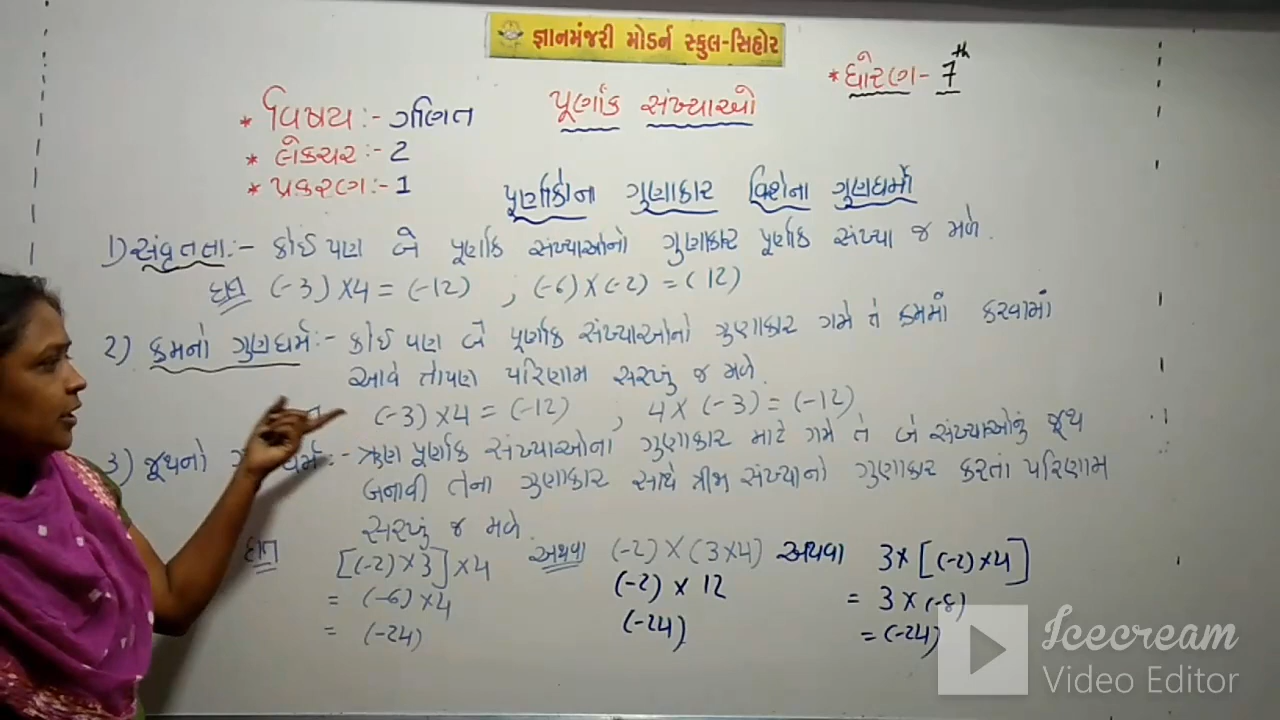 જ્ઞાનમંજરી મોડર્ન સ્કુલ-સિહોર
* ધોરણ- 7th
* વિષય:- ગણિત
પૂર્ણાંક સંખ્યાઓ
* લેકચર:- 2
* પ્રકરણ:- 1
પૂર્ણાંકોના ગુણાકાર વિશેના ગુણધર્મો
1) સંવૃતતા:- કોઈ પણ બે પૂર્ણાંક સંખ્યાઓનો ગુણાકાર પૂર્ણાંક સંખ્યા જ મળે.
દા.ત (-3) × 4 = (-12) ; (-6) × (-2) = (12)
2) ક્રમનો ગુણધર્મ:- કોઈ પણ બે પૂર્ણાંક સંખ્યાઓનો ગુણાકાર ગમે તે ક્રમમાં કરવામાં
આવે તોપણ પરિણામ સરખું જ મળે.
(-3) × 4 = (-12) ; 4 × (-3) = (-12)
3) જૂથનો :- ત્રણ પૂર્ણાંક સંખ્યાઓના ગુણાકાર માટે ગમે તે બે સંખ્યાઓનું જૂથ
બનાવી તેના ગુણાકાર સાથે ત્રીજી સંખ્યાનો ગુણાકાર કરતાં પરિણામ
સરખું જ મળે.
દા.ત [(-2) × 3] × 4 અથવા (-2) × (3 × 4) અથવા 3 × [(-2) × 4]
= (-6) × 4 (-2) × 12 = 3 × (-8)
= (-24) (-24) = (-24)
Icecream
Video Editor